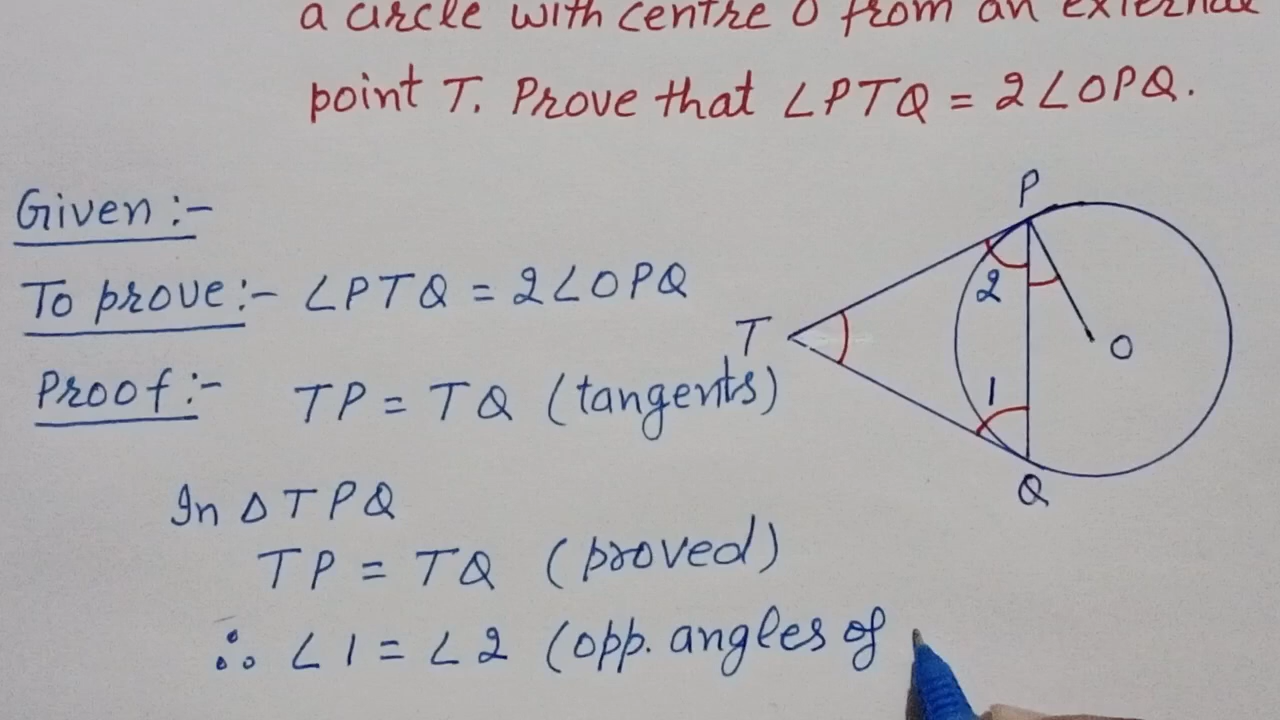 a circle with centre O from an external
point T. Prove that ∠PTQ = 2∠OPQ.
Given :-
To prove :- ∠PTQ = 2∠OPQ
Proof :- TP = TQ (tangents)
In △TPQ
TP = TQ (proved)
∴ ∠1 = ∠2 (opp. angles of
P
2
T
O
1
Q